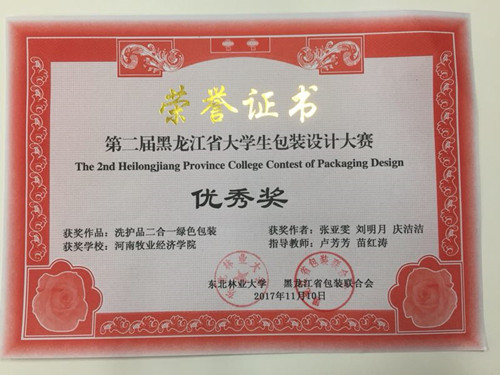 荣誉证书
第二届黑龙江省大学生包装设计大赛
The 2nd Heilongjiang Province College Contest of Packaging Design
优秀奖
获奖作品：洗护品二合一绿色包装 获奖作者：张亚雯 刘明月 庆洁洁
获奖学校：河南牧业经济学院 指导教师：卢芳芳 苗红涛
东北林业大学 黑龙江省包装联合会
2017年11月10日